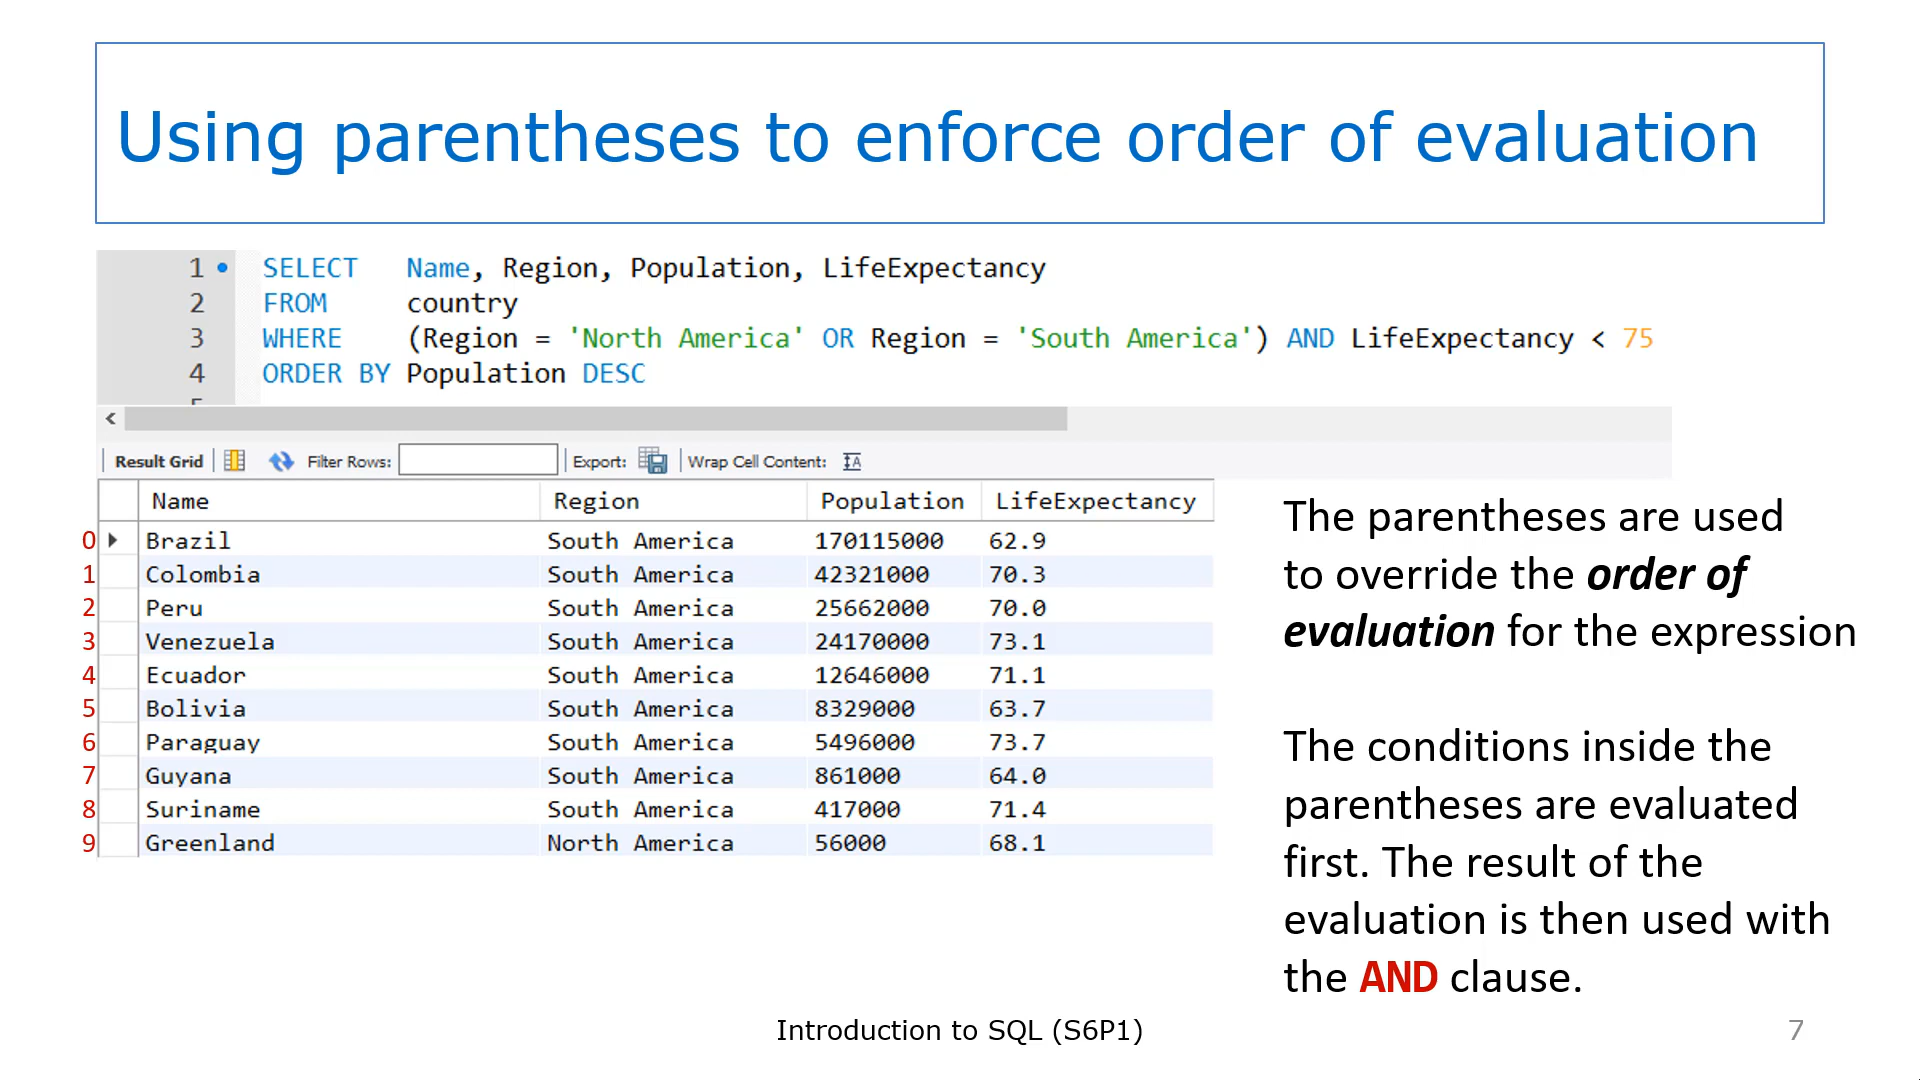 Using parentheses to enforce order of evaluation
1 SELECT Name, Region, Population, LifeExpectancy
2 FROM country
3 WHERE (Region = 'North America' OR Region = 'South America') AND LifeExpectancy < 75
4 ORDER BY Population DESC
Result Grid Filter Rows: Export: Wrap Cell Content:
Name Region Population LifeExpectancy
0 Brazil South America 170115000 62.9
1 Colombia South America 42321000 70.3
2 Peru South America 25662000 70.0
3 Venezuela South America 24170000 73.1
4 Ecuador South America 12646000 71.1
5 Bolivia South America 8329000 63.7
6 Paraguay South America 5496000 73.7
7 Guyana South America 861000 64.0
8 Suriname South America 417000 71.4
9 Greenland North America 56000 68.1
The parentheses are used
to override the order of
evaluation for the expression
The conditions inside the
parentheses are evaluated
first. The result of the
evaluation is then used with
the AND clause.
Introduction to SQL (S6P1)
7